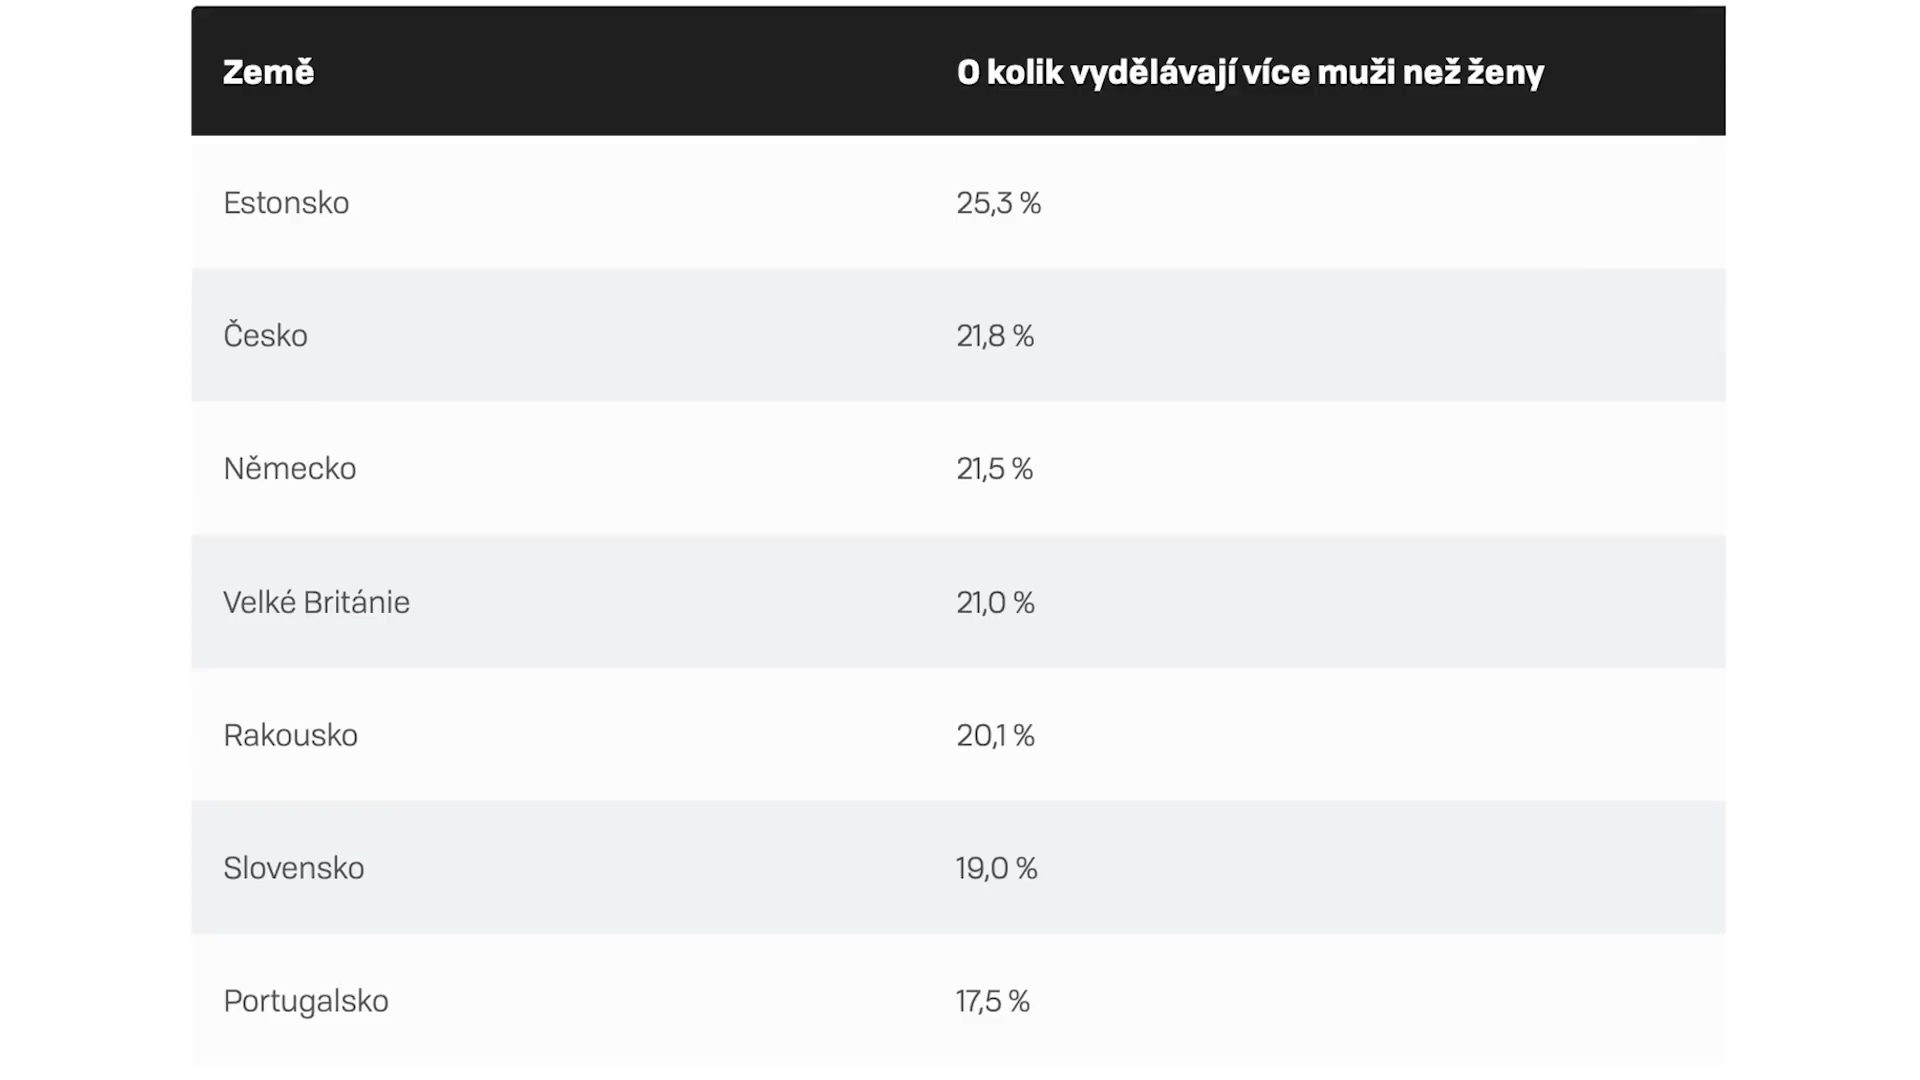 Země O kolik vydělávají více muži než ženy
Estonsko 25,3 %
Česko 21,8 %
Německo 21,5 %
Velké Británie 21,0 %
Rakousko 20,1 %
Slovensko 19,0 %
Portugalsko 17,5 %